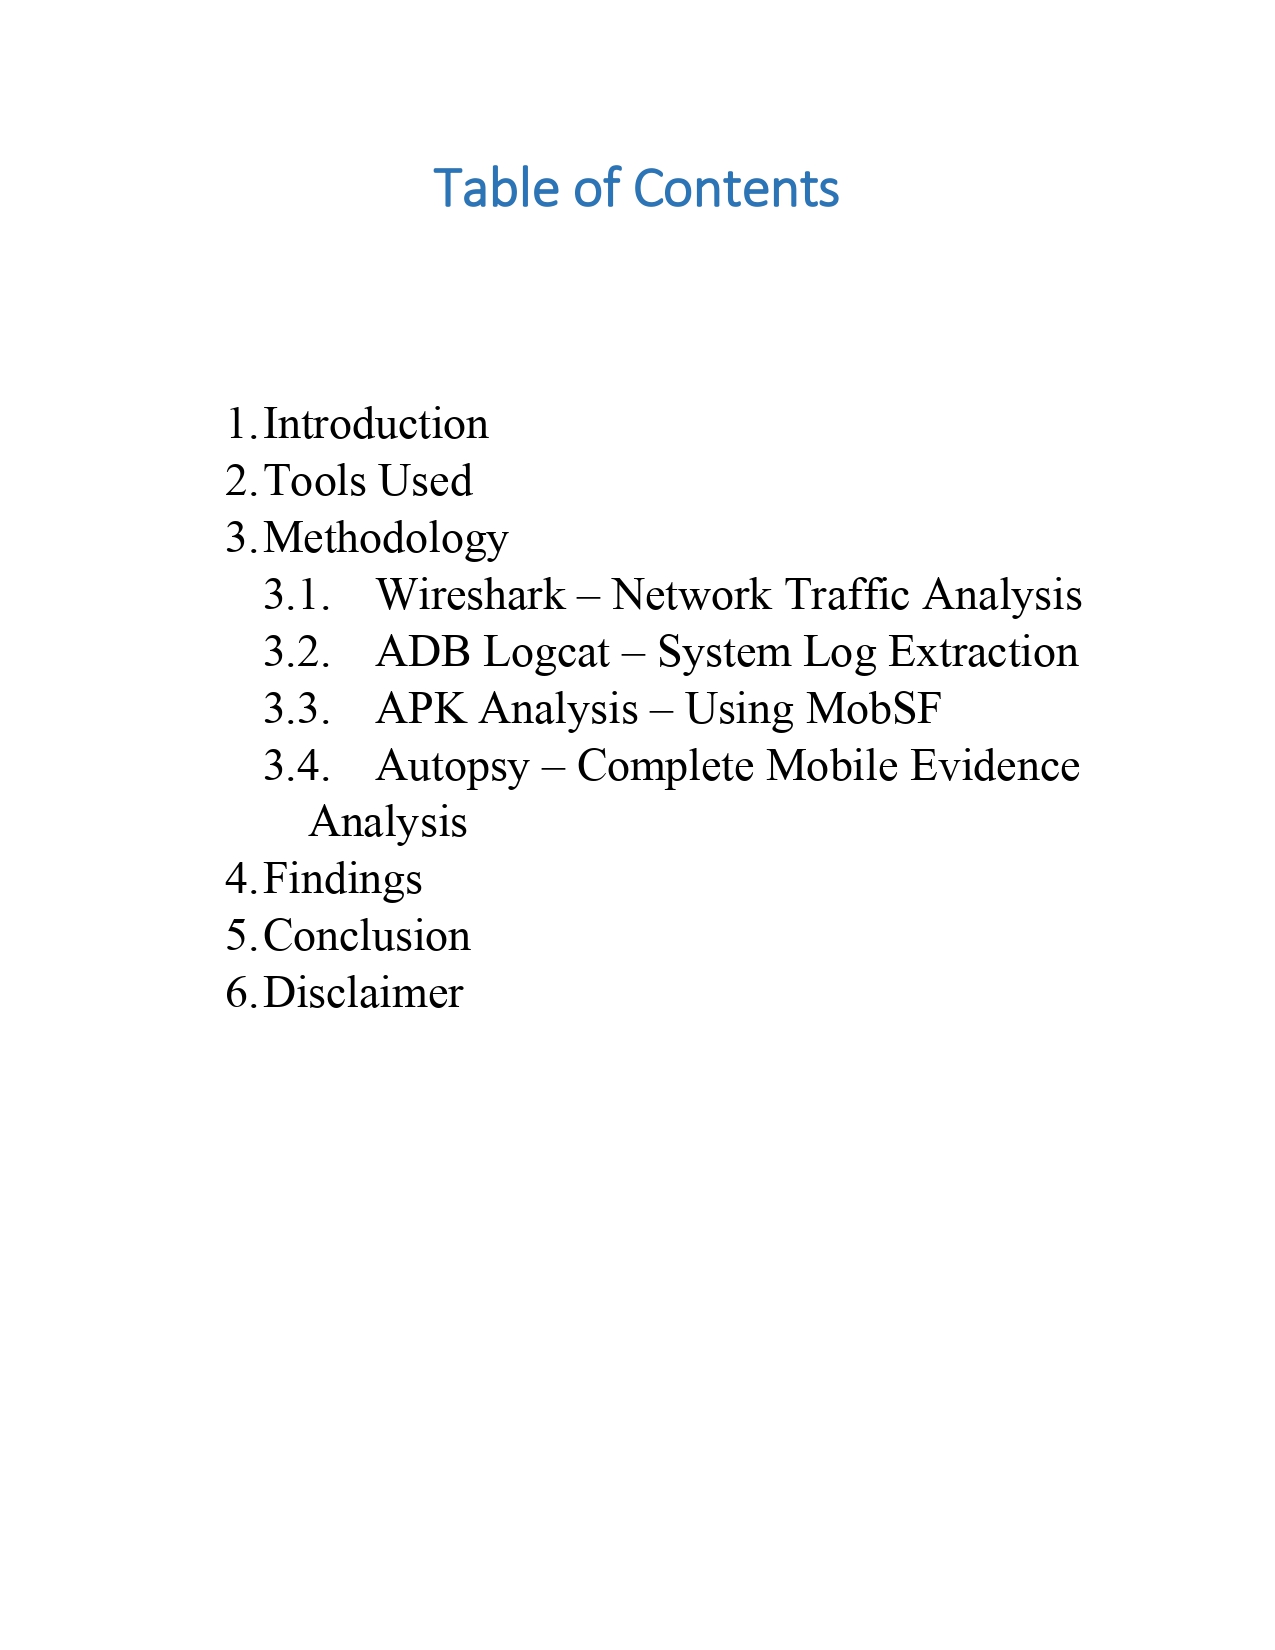 Table of Contents
1. Introduction
2. Tools Used
3. Methodology
3.1. Wireshark – Network Traffic Analysis
3.2. ADB Logcat – System Log Extraction
3.3. APK Analysis – Using MobSF
3.4. Autopsy – Complete Mobile Evidence
Analysis
4. Findings
5. Conclusion
6. Disclaimer